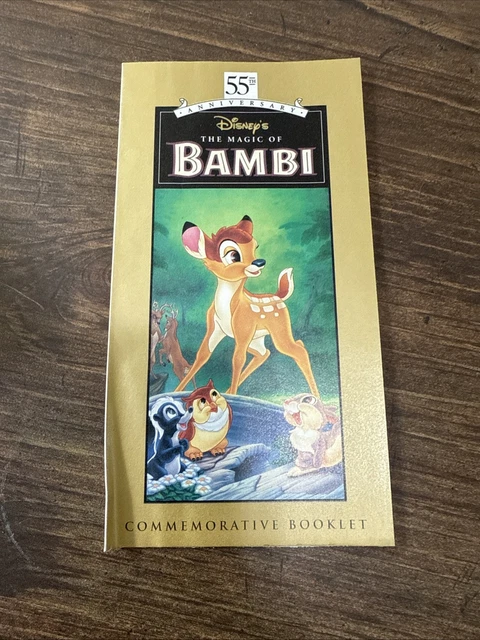 55TH
ANNIVERSARY
Disney's
THE MAGIC OF
BAMBI
COMMEMORATIVE BOOKLET